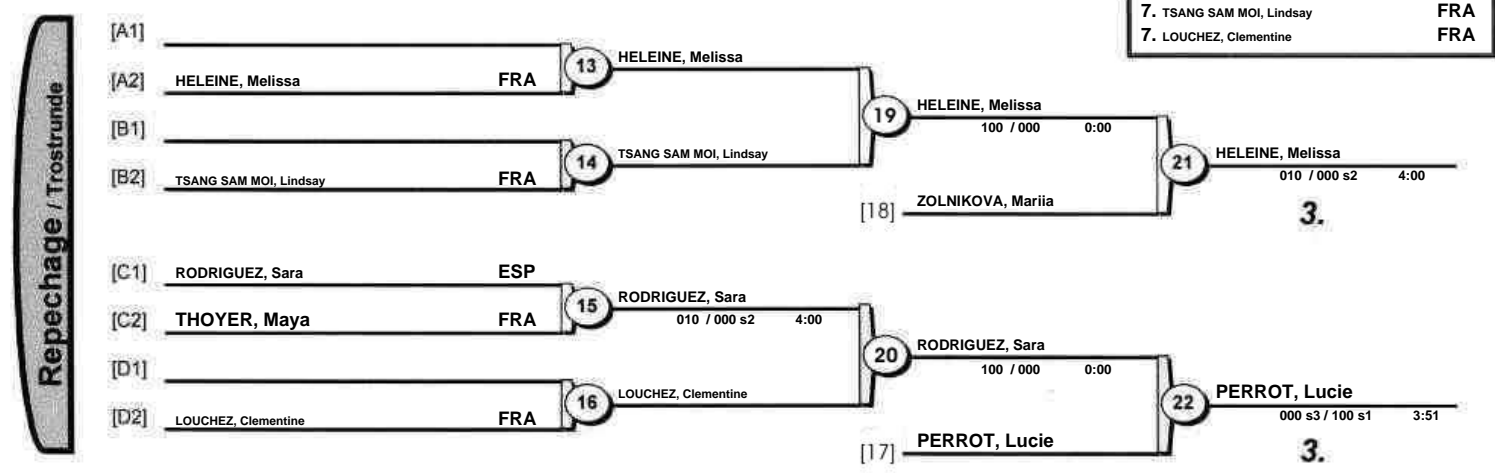 7. TSANG SAM MOI, Lindsay FRA
7. LOUCHEZ, Clementine FRA
Repechage / Trostrunde
[A1]
[A2] HELEINE, Melissa FRA
13 HELEINE, Melissa
[B1]
[B2] TSANG SAM MOI, Lindsay FRA
14 TSANG SAM MOI, Lindsay
19 HELEINE, Melissa
100 / 000 0:00
[18] ZOLNIKOVA, Mariia
21 HELEINE, Melissa
010 / 000 s2 4:00
3.
[C1] RODRIGUEZ, Sara ESP
[C2] THOYER, Maya FRA
15 RODRIGUEZ, Sara
010 / 000 s2 4:00
[D1]
[D2] LOUCHEZ, Clementine FRA
16 LOUCHEZ, Clementine
20 RODRIGUEZ, Sara
100 / 000 0:00
[17] PERROT, Lucie
22 PERROT, Lucie
000 s3 / 100 s1 3:51
3.